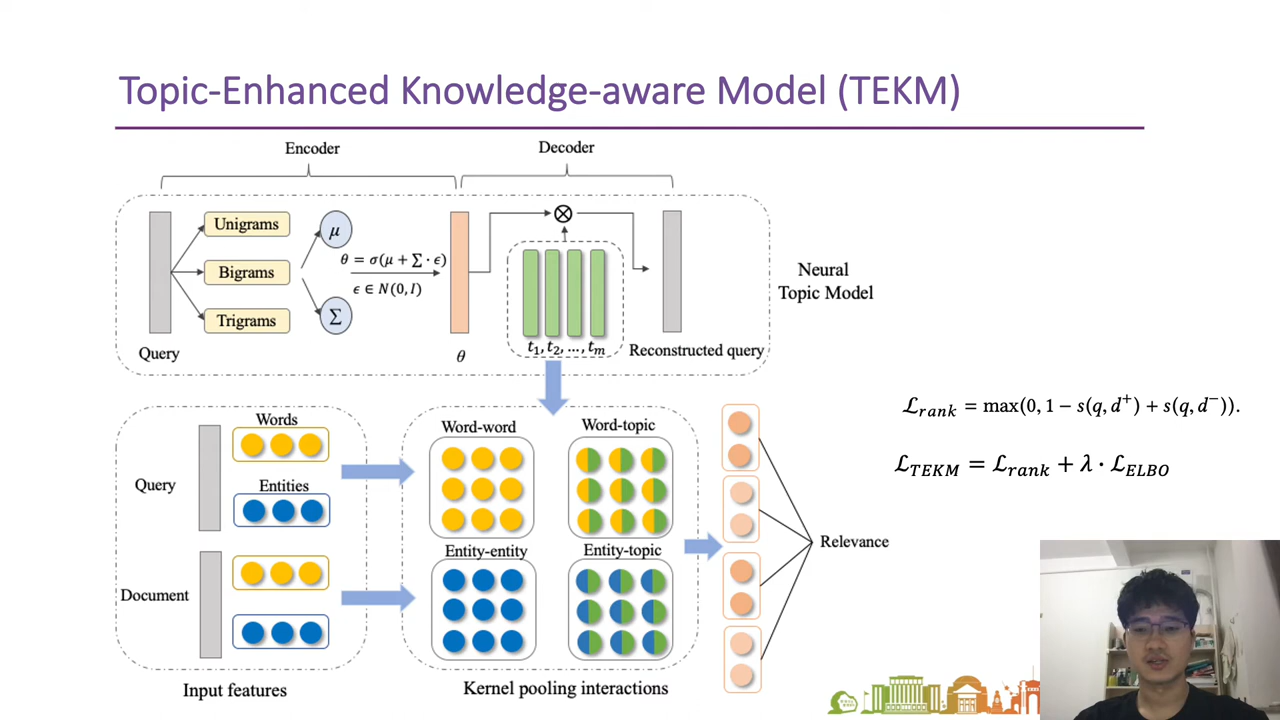 Topic-Enhanced Knowledge-aware Model (TEKM)
Encoder
Decoder
Unigrams
Bigrams
Trigrams
μ
Σ
θ = σ(μ + Σ · ϵ)
ϵ ∈ N(0, I)
⊗
t₁, t₂, ..., tₘ
Query
θ
Reconstructed query
Neural
Topic Model
Words
Query
Entities
Document
Input features
Word-word
Word-topic
Entity-entity
Entity-topic
Kernel pooling interactions
Relevance
ℒ_rank = max(0, 1 − s(q, d⁺) + s(q, d⁻)).
ℒ_TEKM = ℒ_rank + λ · ℒ_ELBO